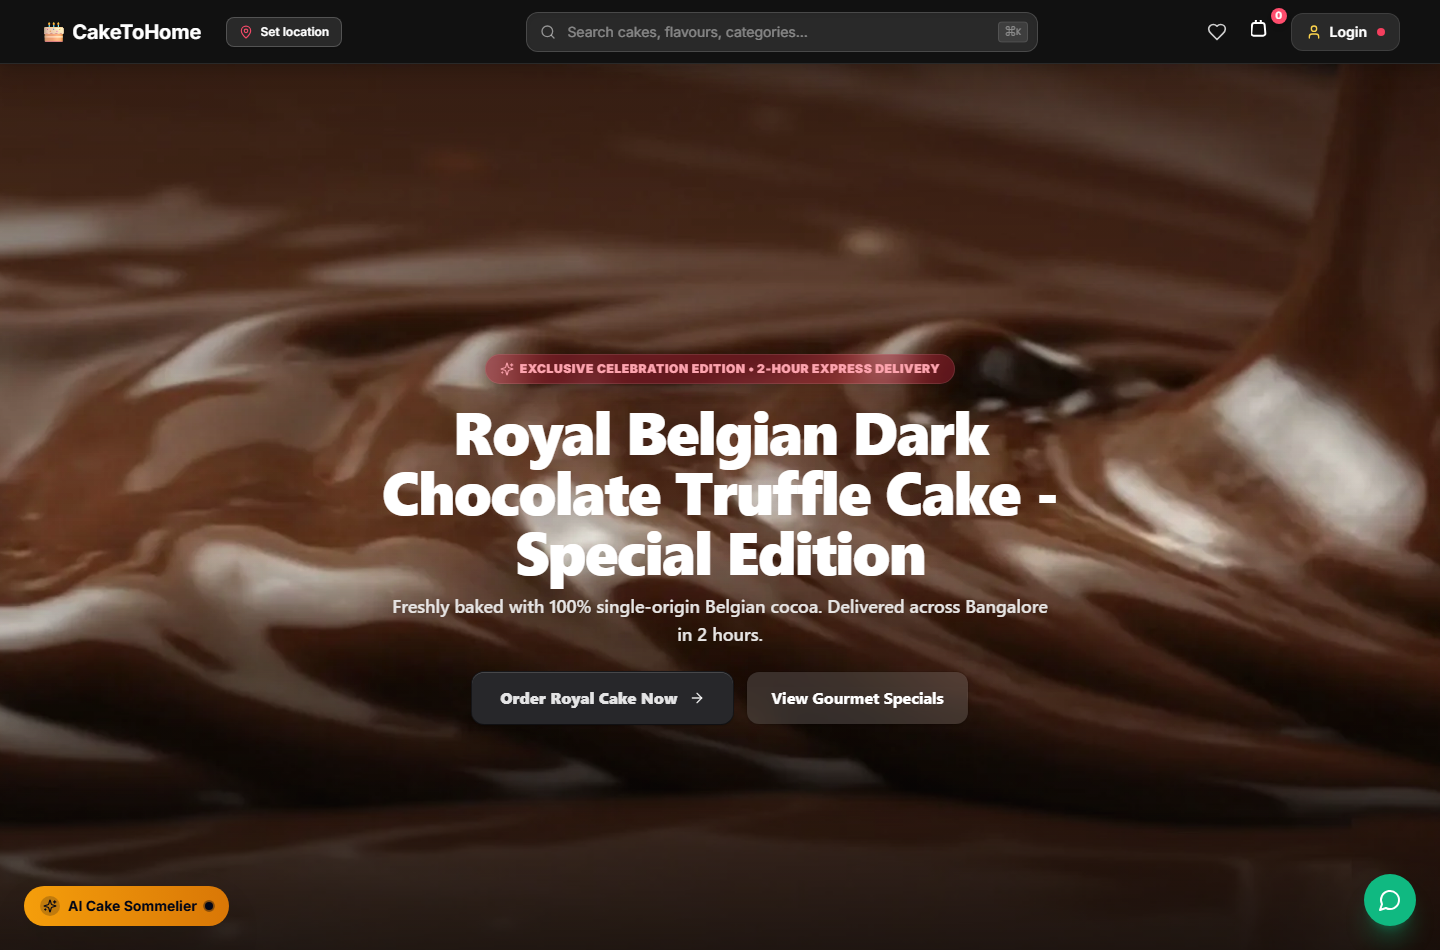 CakeToHome
Set location
Search cakes, flavours, categories...
⌘K
0
Login
EXCLUSIVE CELEBRATION EDITION • 2-HOUR EXPRESS DELIVERY
Royal Belgian Dark
Chocolate Truffle Cake -
Special Edition
Freshly baked with 100% single-origin Belgian cocoa. Delivered across Bangalore
in 2 hours.
Order Royal Cake Now →
View Gourmet Specials
AI Cake Sommelier